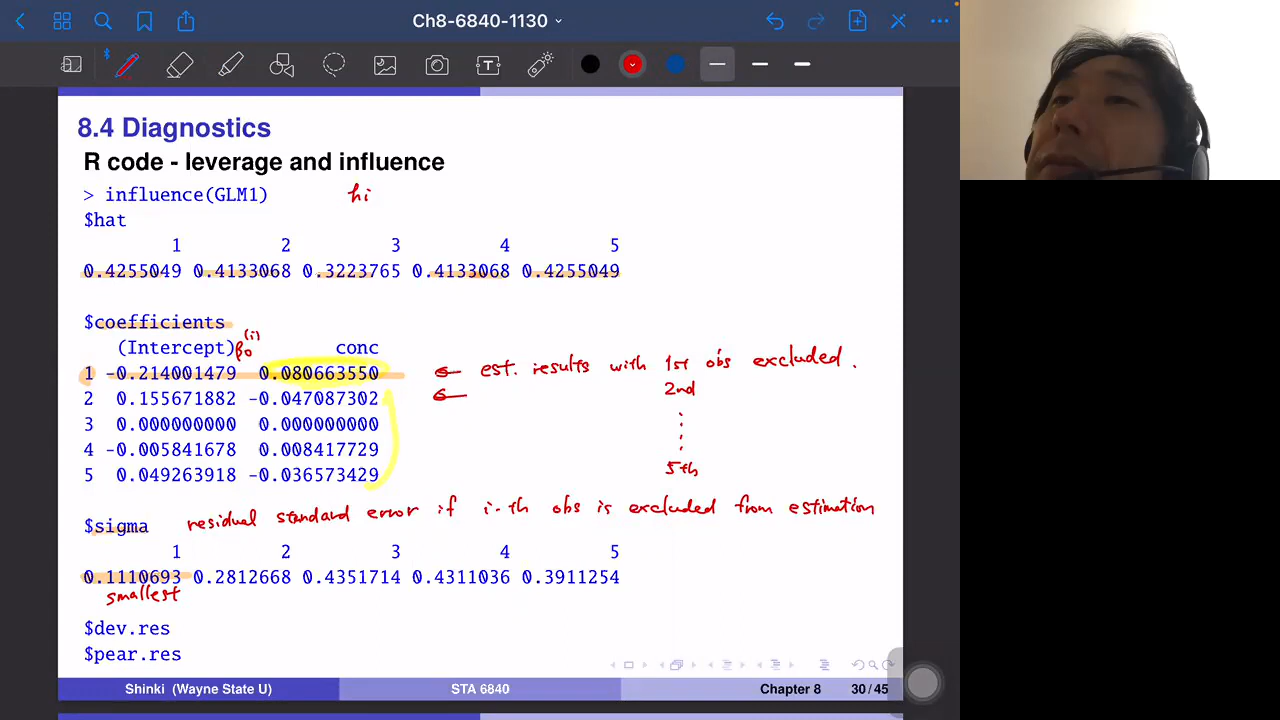 Ch8-6840-1130
8.4 Diagnostics
R code - leverage and influence
> influence(GLM1) hi
$hat
1 2 3 4 5
0.4255049 0.4133068 0.3223765 0.4133068 0.4255049
$coefficients
(Intercept) β0(i) conc
1 -0.214001479 0.080663550 ← est. results with 1st obs excluded.
2 0.155671882 -0.047087302 ← 2nd
3 0.000000000 0.000000000
4 -0.005841678 0.008417729
5 0.049263918 -0.036573429 5th
$sigma residual standard error if i-th obs is excluded from estimation
1 2 3 4 5
0.1110693 0.2812668 0.4351714 0.4311036 0.3911254
smallest
$dev.res
$pear.res
Shinki (Wayne State U) STA 6840 Chapter 8 30/45